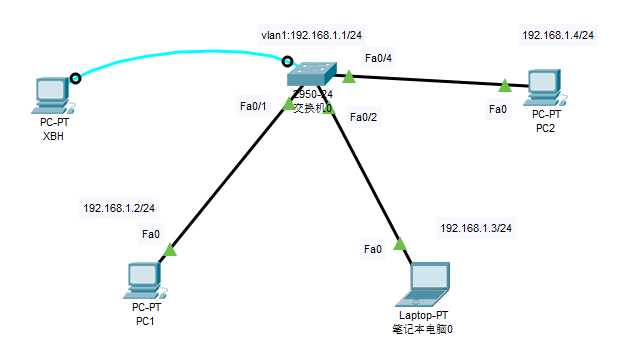 vlan1:192.168.1.1/24
192.168.1.4/24
Fa0/4
2950-24
交换机0
PC-PT
XBH
Fa0/1
Fa0/2
Fa0
PC-PT
PC2
192.168.1.2/24
Fa0
192.168.1.3/24
Fa0
PC-PT
PC1
Laptop-PT
笔记本电脑0